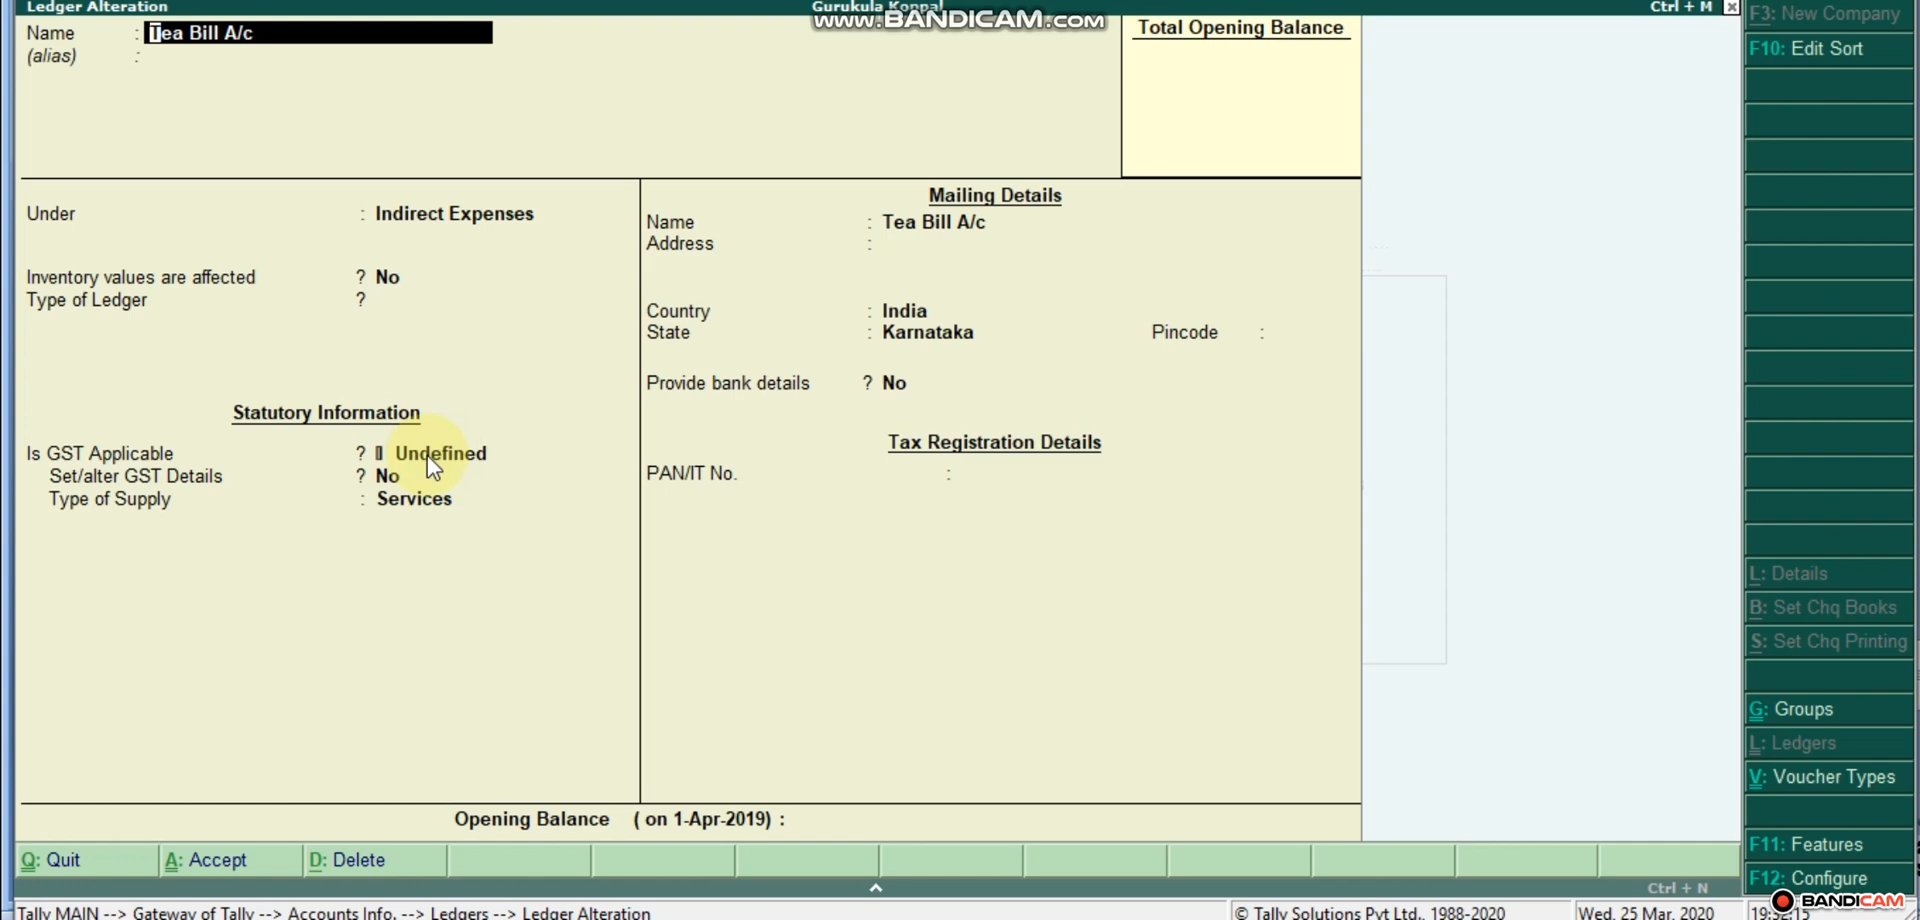 Ledger Alteration
Gurukula Koppal
Ctrl + M
www.BANDICAM.com
Name : Tea Bill A/c
(alias) :
Total Opening Balance
Under : Indirect Expenses
Inventory values are affected ? No
Type of Ledger ?
Statutory Information
Is GST Applicable ? Undefined
Set/alter GST Details ? No
Type of Supply : Services
Mailing Details
Name : Tea Bill A/c
Address :
Country : India
State : Karnataka
Pincode :
Provide bank details ? No
Tax Registration Details
PAN/IT No. :
Opening Balance ( on 1-Apr-2019) :
F3: New Company
F10: Edit Sort
L: Details
B: Set Chq Books
S: Set Chq Printing
G: Groups
L: Ledgers
V: Voucher Types
F11: Features
F12: Configure
Q: Quit
A: Accept
D: Delete
Ctrl + N
BANDICAM
Tally MAIN --> Gateway of Tally --> Accounts Info. --> Ledgers --> Ledger Alteration
© Tally Solutions Pvt Ltd., 1988-2020
Wed, 25 Mar, 2020